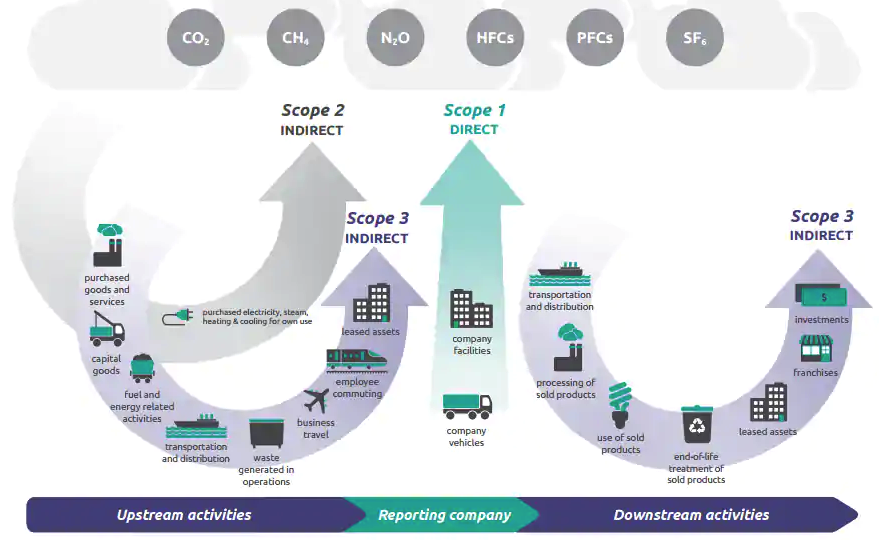 CO₂
CH₄
N₂O
HFCs
PFCs
SF₆
Scope 2
INDIRECT
Scope 1
DIRECT
Scope 3
INDIRECT
Scope 3
INDIRECT
purchased
goods and
services
capital
goods
fuel and
energy related
activities
transportation
and distribution
waste
generated in
operations
business
travel
employee
commuting
leased assets
purchased electricity, steam,
heating & cooling for own use
company
facilities
company
vehicles
transportation
and distribution
processing of
sold products
use of sold
products
end-of-life
treatment of
sold products
leased assets
franchises
$
investments
Upstream activities
Reporting company
Downstream activities